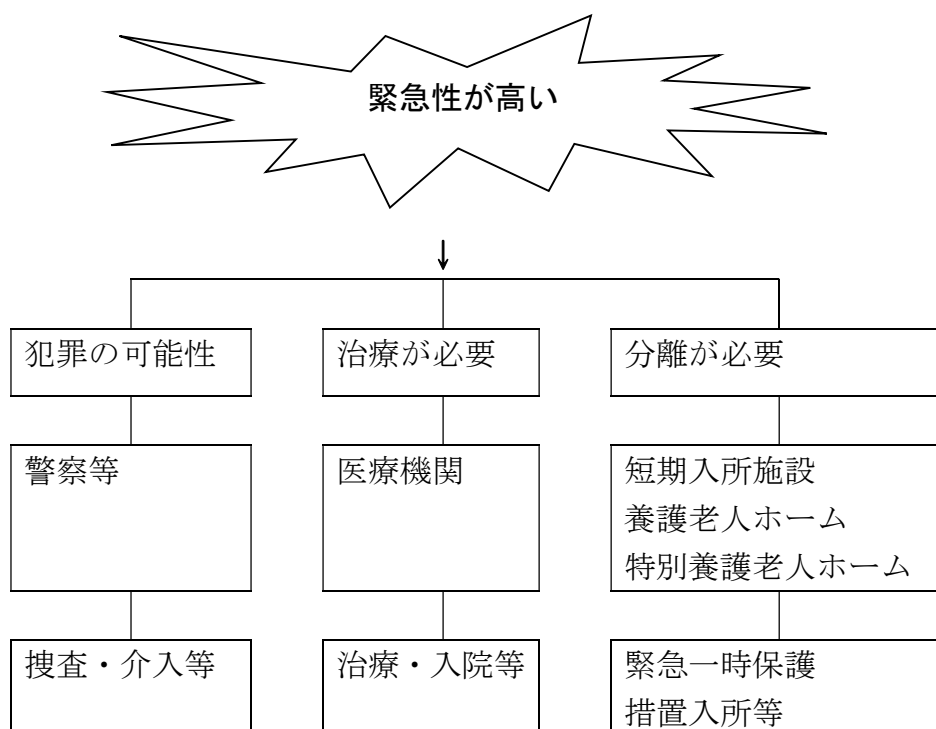 緊急性が高い
犯罪の可能性
治療が必要
分離が必要
警察等
医療機関
短期入所施設
養護老人ホーム
特別養護老人ホーム
捜査・介入等
治療・入院等
緊急一時保護
措置入所等